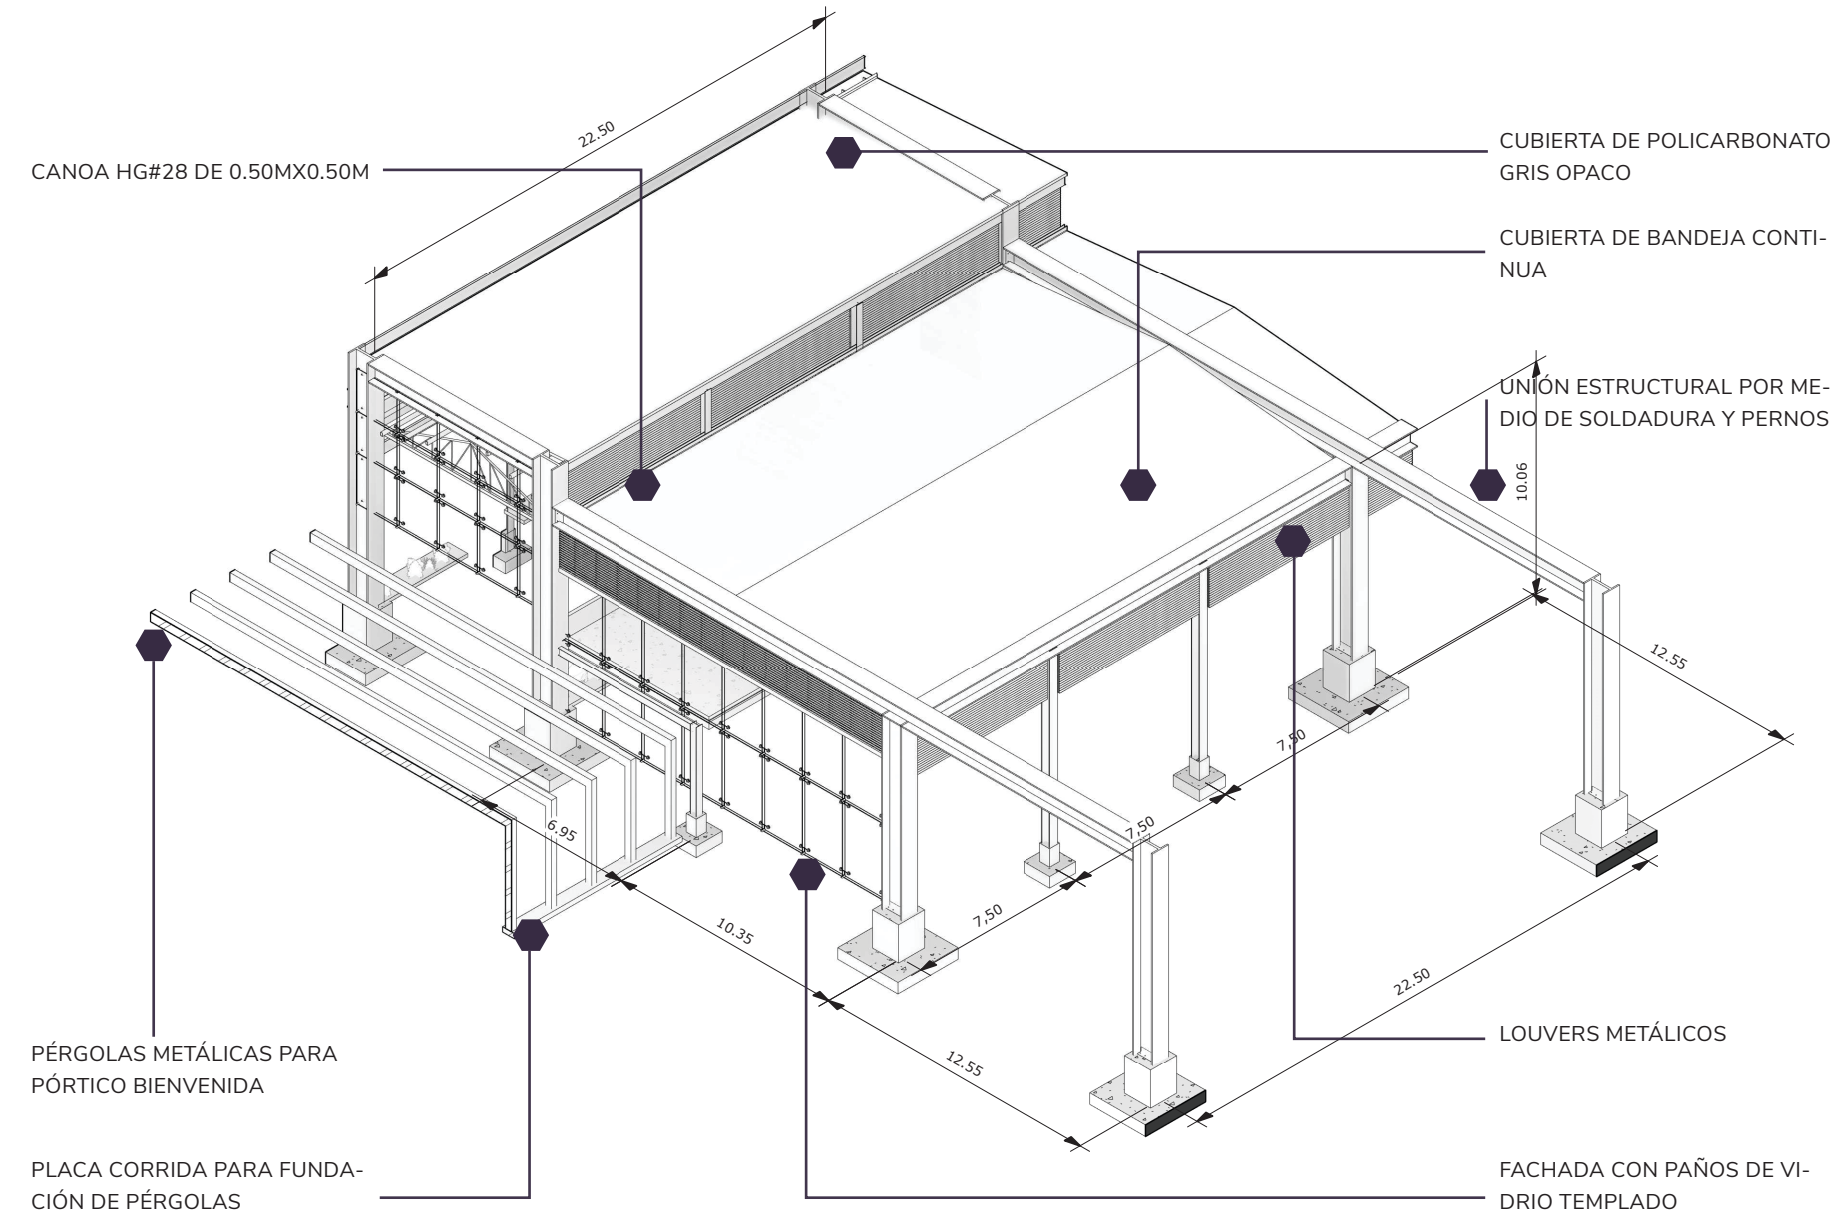 22.50
CANOA HG#28 DE 0.50MX0.50M
CUBIERTA DE POLICARBONATO
GRIS OPACO
CUBIERTA DE BANDEJA CONTI-
NUA
UNIÓN ESTRUCTURAL POR ME-
DIO DE SOLDADURA Y PERNOS
10.06
12.55
7,50
7,50
7,50
6.95
10.35
12.55
22.50
LOUVERS METÁLICOS
PÉRGOLAS METÁLICAS PARA
PÓRTICO BIENVENIDA
PLACA CORRIDA PARA FUNDA-
CIÓN DE PÉRGOLAS
FACHADA CON PAÑOS DE VI-
DRIO TEMPLADO